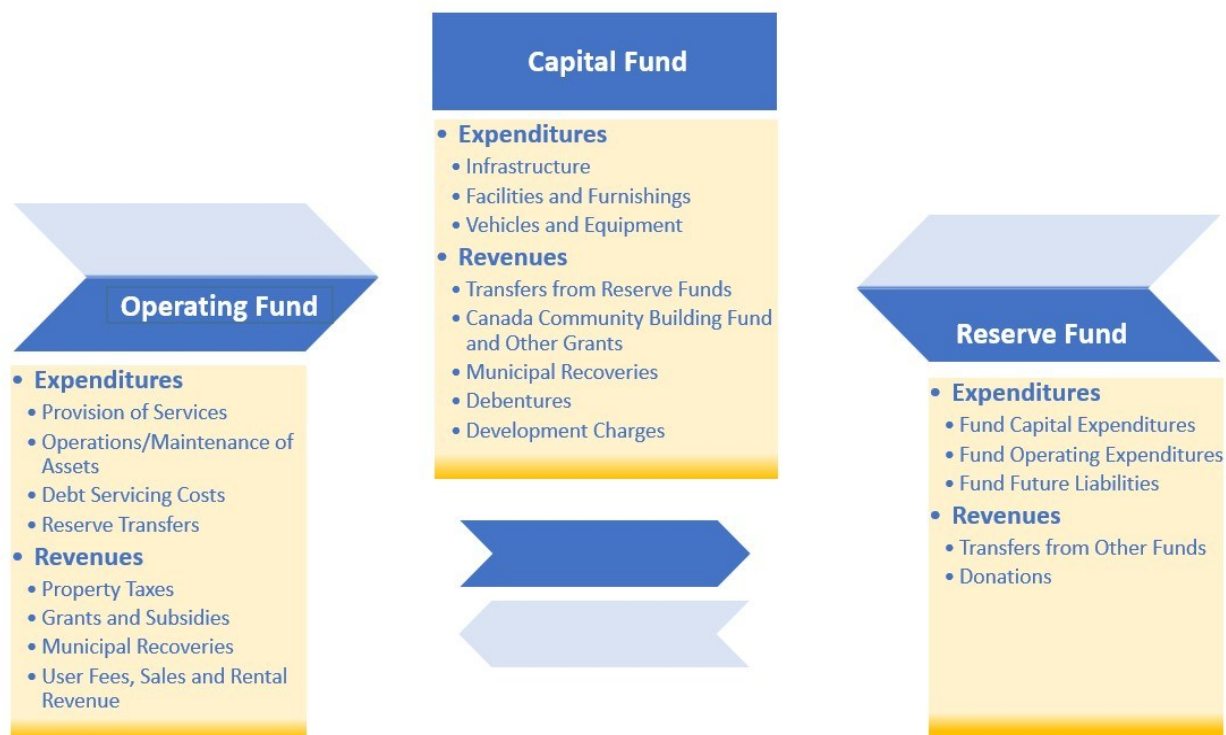 Capital Fund
• Expenditures
• Infrastructure
• Facilities and Furnishings
• Vehicles and Equipment
• Revenues
• Transfers from Reserve Funds
• Canada Community Building Fund
and Other Grants
• Municipal Recoveries
• Debentures
• Development Charges
Operating Fund
• Expenditures
• Provision of Services
• Operations/Maintenance of
Assets
• Debt Servicing Costs
• Reserve Transfers
• Revenues
• Property Taxes
• Grants and Subsidies
• Municipal Recoveries
• User Fees, Sales and Rental
Revenue
Reserve Fund
• Expenditures
• Fund Capital Expenditures
• Fund Operating Expenditures
• Fund Future Liabilities
• Revenues
• Transfers from Other Funds
• Donations